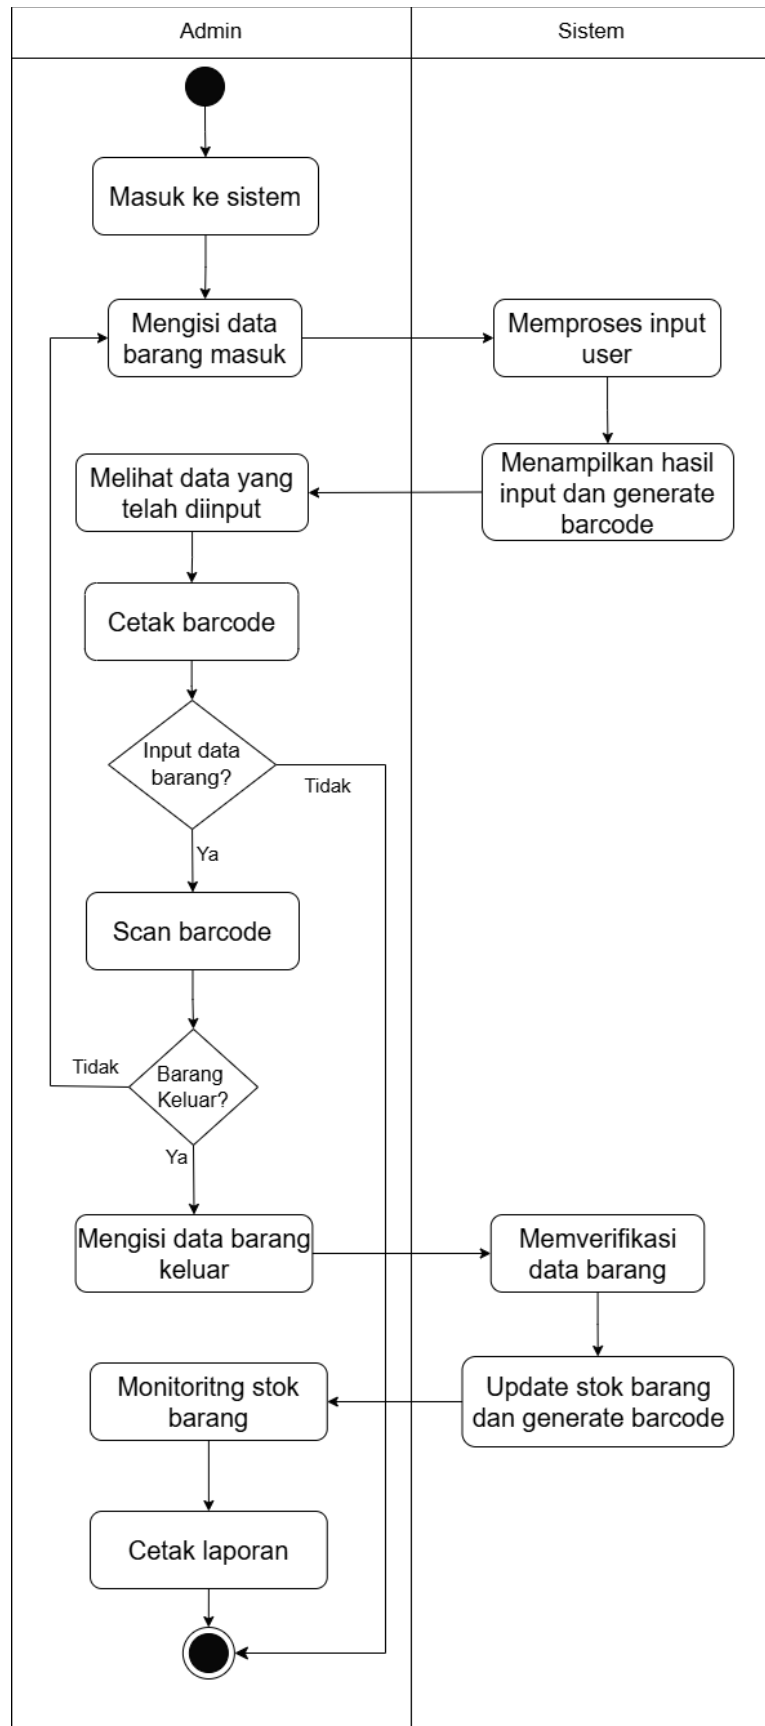 Admin
Sistem
Masuk ke sistem
Mengisi data
barang masuk
Memproses input
user
Menampilkan hasil
input dan generate
barcode
Melihat data yang
telah diinput
Cetak barcode
Input data
barang?
Tidak
Ya
Scan barcode
Barang
Keluar?
Tidak
Ya
Mengisi data barang
keluar
Memverifikasi
data barang
Update stok barang
dan generate barcode
Monitoritng stok
barang
Cetak laporan